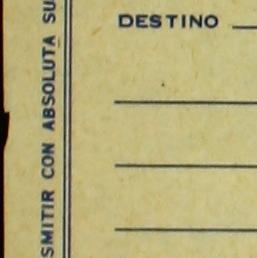 DESTINO
SMITIR CON ABSOLUTA SU